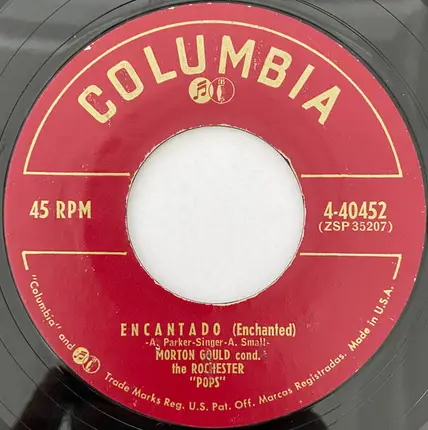 COLUMBIA
45 RPM
4-40452
(ZSP 35207)
ENCANTADO (Enchanted)
-A. Parker-Singer-A. Small-
MORTON GOULD cond.
the ROCHESTER
"POPS"
"Columbia" and Trade Marks Reg. U.S. Pat. Off. Marcas Registradas. Made in U.S.A.